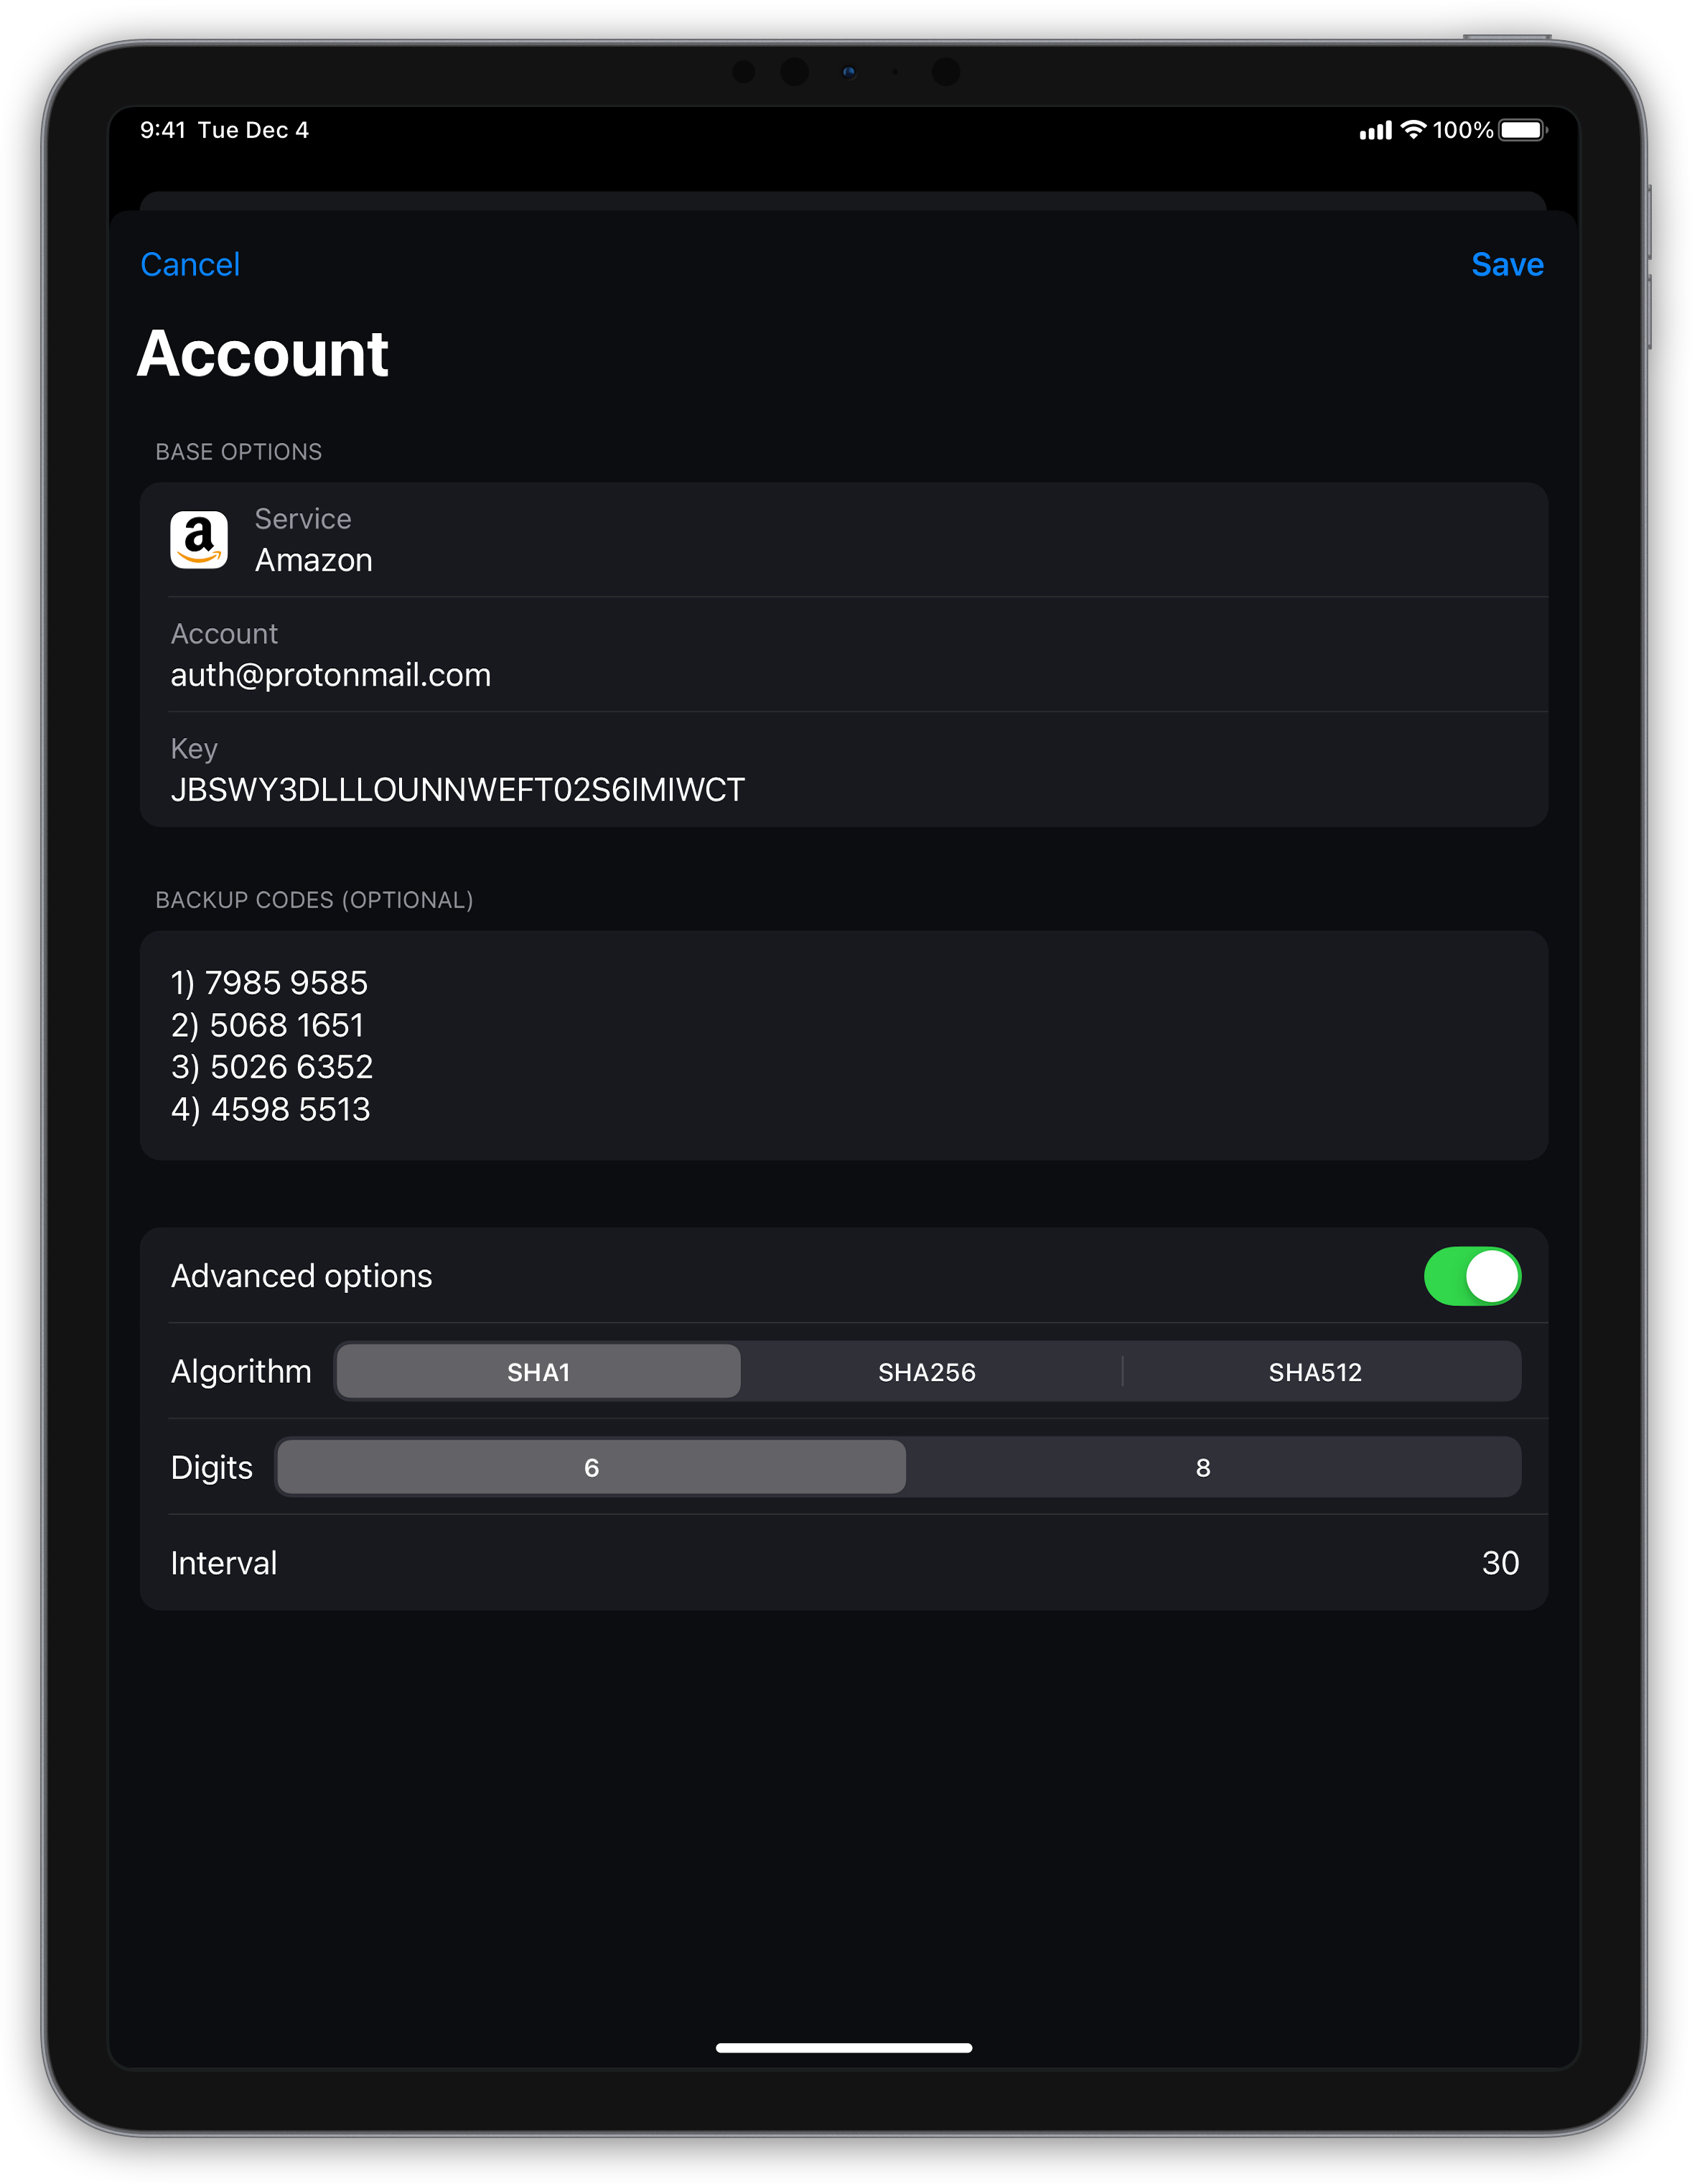 9:41 Tue Dec 4
100%
Cancel
Save
Account
BASE OPTIONS
a
Service
Amazon
Account
auth@protonmail.com
Key
JBSWY3DLLLOUNNWEFT02S6IMIWCT
BACKUP CODES (OPTIONAL)
1) 7985 9585
2) 5068 1651
3) 5026 6352
4) 4598 5513
Advanced options
Algorithm SHA1 SHA256 SHA512
Digits 6 8
Interval 30